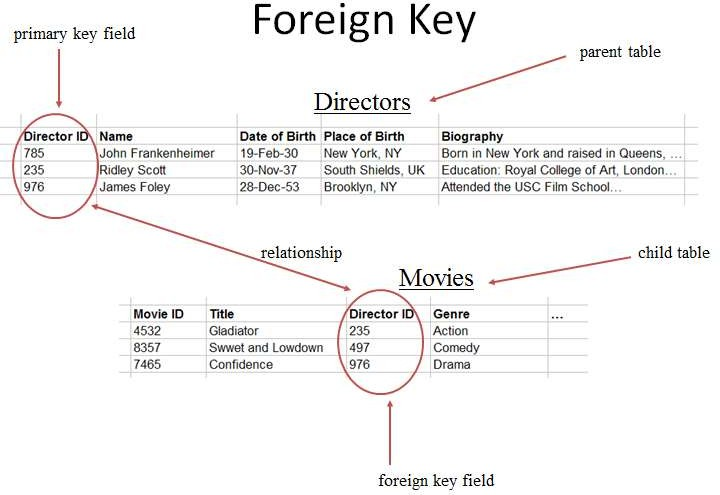 Foreign Key
primary key field
parent table
Directors
Director ID Name Date of Birth Place of Birth Biography
785 John Frankenheimer 19-Feb-30 New York, NY Born in New York and raised in Queens, ...
235 Ridley Scott 30-Nov-37 South Shields, UK Education: Royal College of Art, London...
976 James Foley 28-Dec-53 Brooklyn, NY Attended the USC Film School...
relationship
child table
Movies
Movie ID Title Director ID Genre ...
4532 Gladiator 235 Action
8357 Swwet and Lowdown 497 Comedy
7465 Confidence 976 Drama
foreign key field